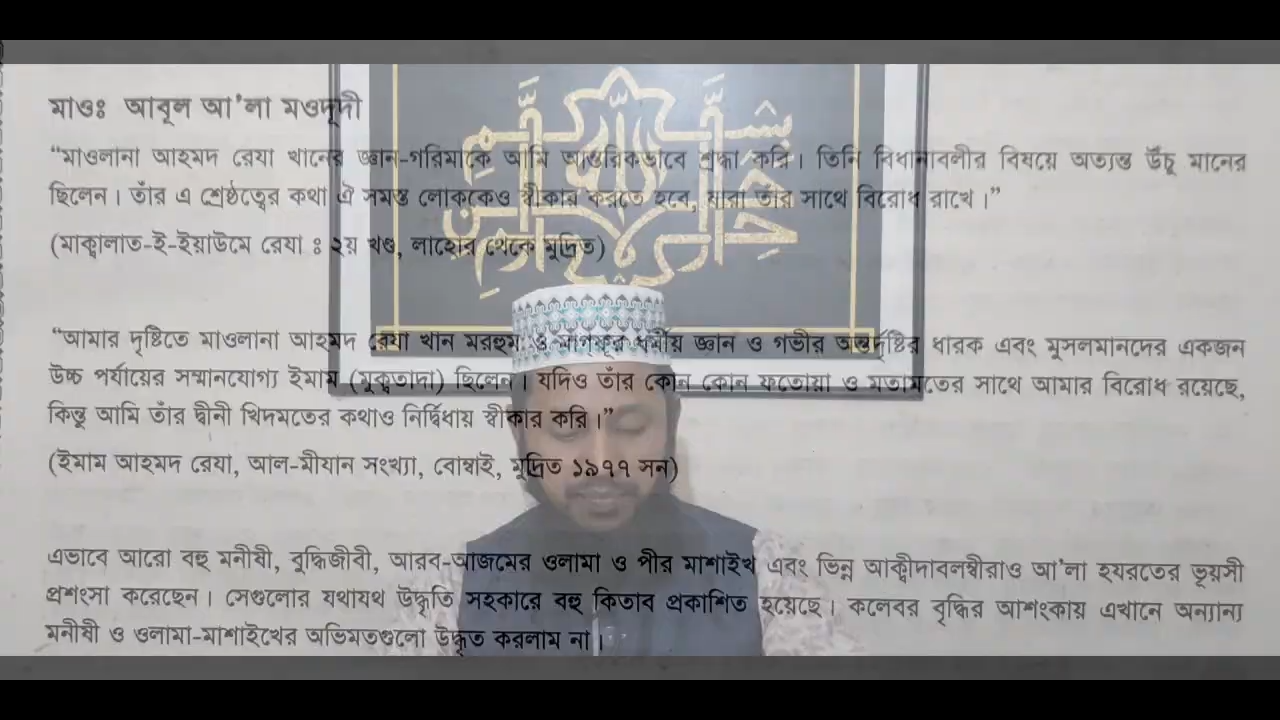 মাওঃ আবুল আ'লা মওদূদী
"মাওলানা আহমদ রেযা খানের জ্ঞান-গরিমাকে আমি আন্তরিকভাবে শ্রদ্ধা করি। তিনি বিধানাবলীর বিষয়ে অত্যন্ত উঁচু মানের
ছিলেন। তাঁর এ শ্রেষ্ঠত্বের কথা ঐ সমস্ত লোককেও স্বীকার করতে হবে, যারা তাঁর সাথে বিরোধ রাখে।"
(মাক্বালাত-ই-ইয়াউমে রেযা ঃ ২য় খণ্ড, লাহোর থেকে মুদ্রিত)
"আমার দৃষ্টিতে মাওলানা আহমদ রেযা খান মরহুম ও মাগফূর ধর্মীয় জ্ঞান ও গভীর অন্তর্দৃষ্টির ধারক এবং মুসলমানদের একজন
উচ্চ পর্যায়ের সম্মানযোগ্য ইমাম (মুক্বতাদা) ছিলেন। যদিও তাঁর কোন কোন ফতোয়া ও মতামতের সাথে আমার বিরোধ রয়েছে,
কিন্তু আমি তাঁর দ্বীনী খিদমতের কথাও নির্দ্বিধায় স্বীকার করি।"
(ইমাম আহমদ রেযা, আল-মীযান সংখ্যা, বোম্বাই, মুদ্রিত ১৯৭৭ সন)
এভাবে আরো বহু মনীষী, বুদ্ধিজীবী, আরব-আজমের ওলামা ও পীর মাশাইখ এবং ভিন্ন আক্বীদাবলম্বীরাও আ'লা হযরতের ভূয়সী
প্রশংসা করেছেন। সেগুলোর যথাযথ উদ্ধৃতি সহকারে বহু কিতাব প্রকাশিত হয়েছে। কলেবর বৃদ্ধির আশংকায় এখানে অন্যান্য
মনীষী ও ওলামা-মাশাইখের অভিমতগুলো উদ্ধৃত করলাম না।